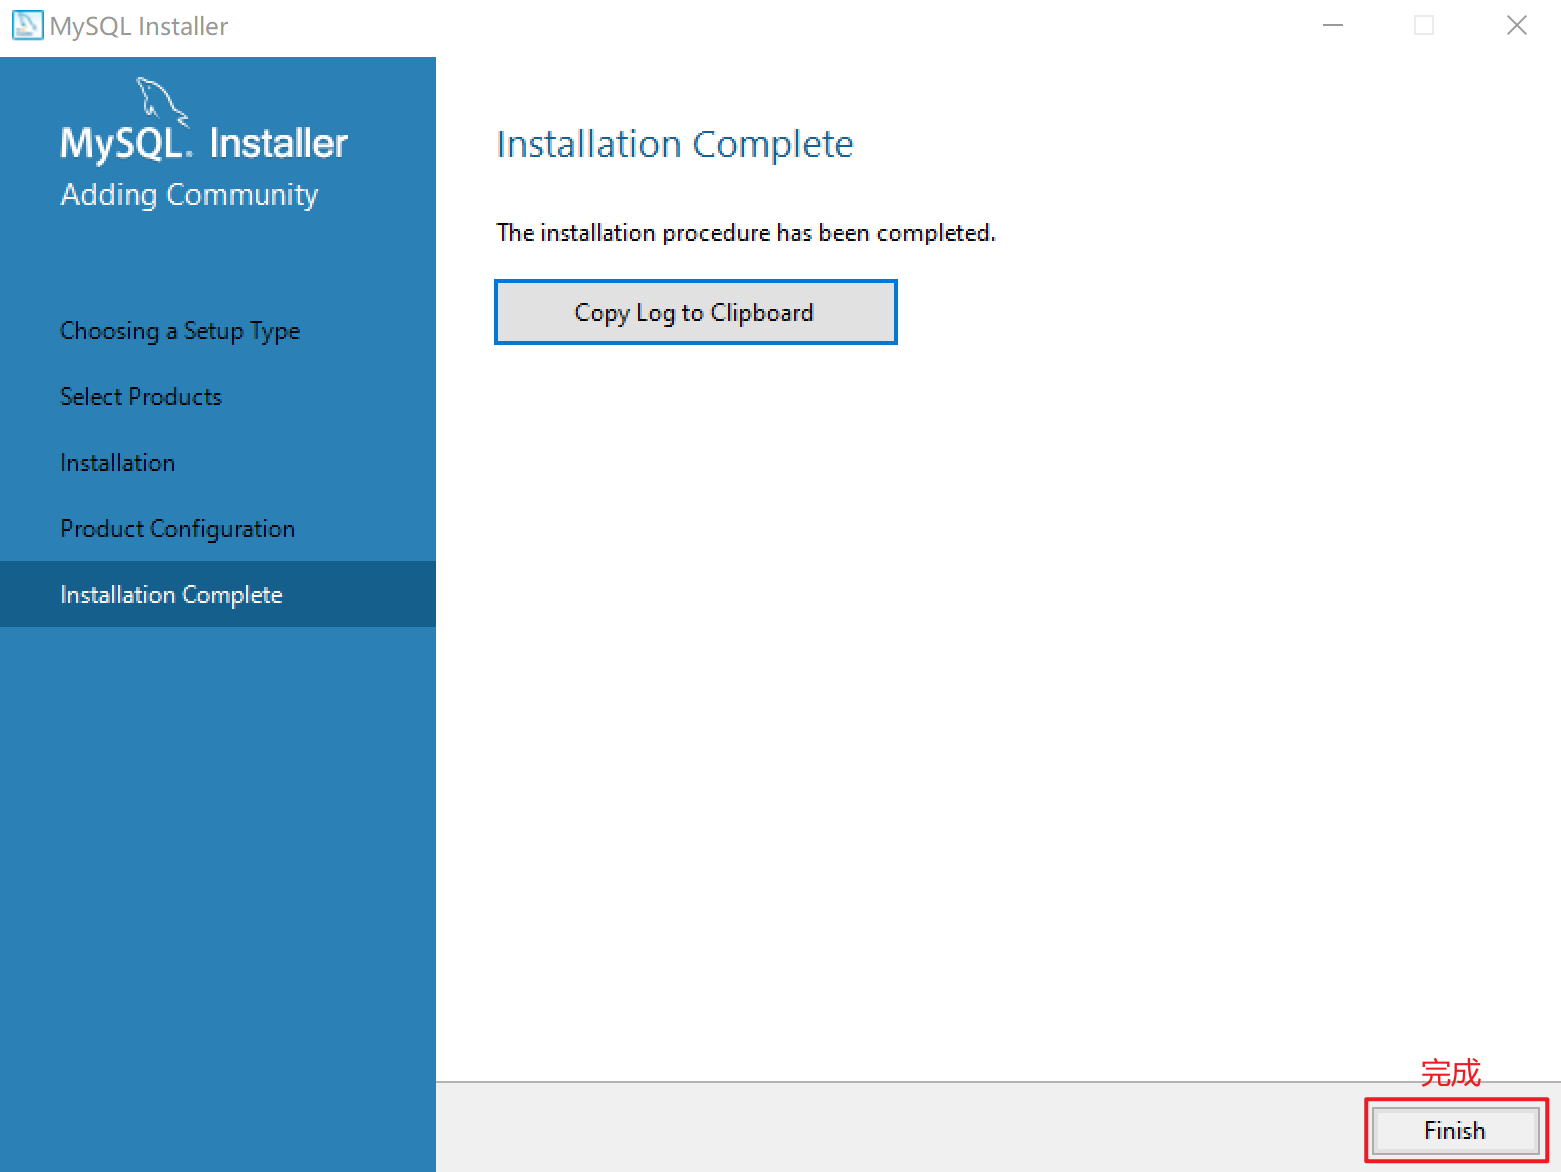 MySQL Installer
MySQL. Installer
Adding Community
Choosing a Setup Type
Select Products
Installation
Product Configuration
Installation Complete
Installation Complete
The installation procedure has been completed.
Copy Log to Clipboard
完成
Finish